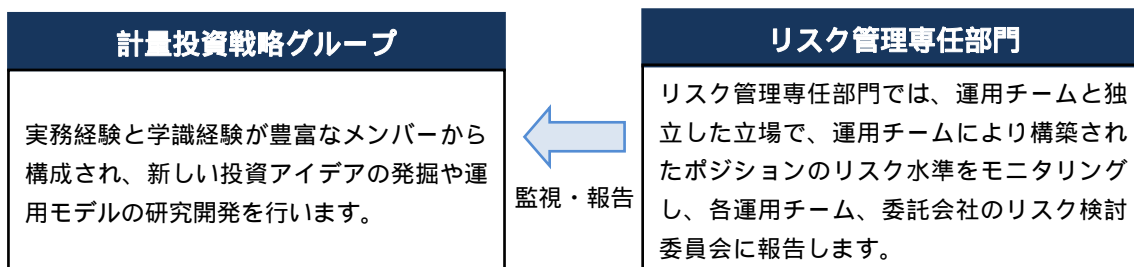 計量投資戦略グループ
実務経験と学識経験が豊富なメンバーから
構成され、新しい投資アイデアの発掘や運
用モデルの研究開発を行います。
監視・報告
リスク管理専任部門
リスク管理専任部門では、運用チームと独
立した立場で、運用チームにより構築され
たポジションのリスク水準をモニタリング
し、各運用チーム、委託会社のリスク検討
委員会に報告します。